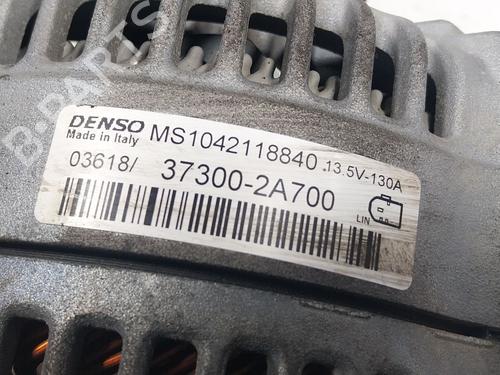 DENSO MS1042118840 .13.5V-130A
Made in Italy
03618/ 37300-2A700
LIN
B.PARTS